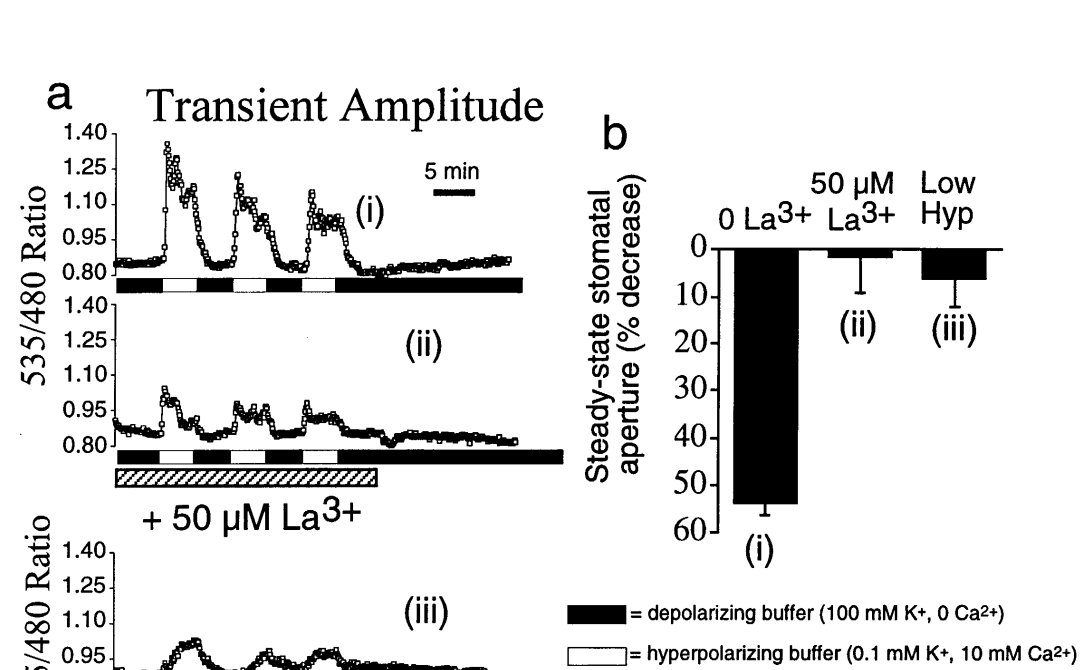 a
Transient Amplitude
535/480 Ratio
1.40
1.25
1.10
0.95
0.80
5 min
(i)
1.40
1.25
1.10
0.95
0.80
(ii)
+ 50 µM La3+
5/480 Ratio
1.40
1.25
1.10
0.95
(iii)
b
Steady-state stomatal
aperture (% decrease)
0 La3+
50 µM
La3+
Low
Hyp
0
10
20
30
40
50
60
(i)
(ii)
(iii)
= depolarizing buffer (100 mM K+, 0 Ca2+)
= hyperpolarizing buffer (0.1 mM K+, 10 mM Ca2+)